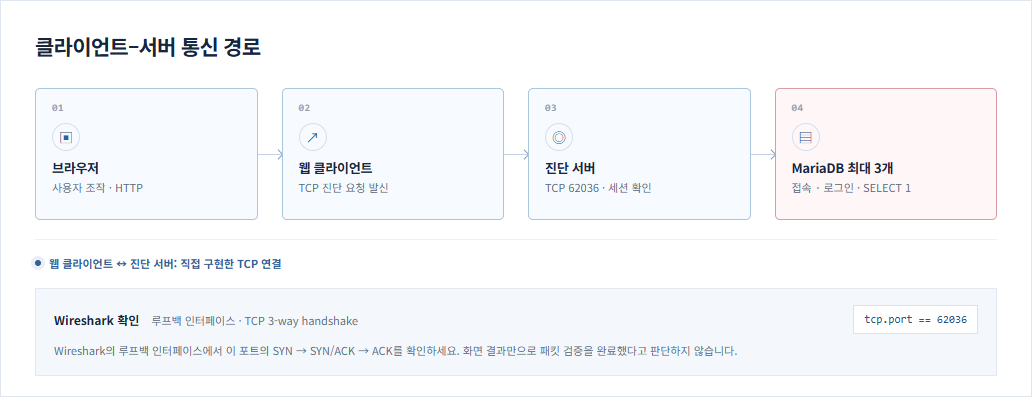 클라이언트–서버 통신 경로
01
브라우저
사용자 조작 · HTTP
02
웹 클라이언트
TCP 진단 요청 발신
03
진단 서버
TCP 62036 · 세션 확인
04
MariaDB 최대 3개
접속 · 로그인 · SELECT 1
웹 클라이언트 ↔ 진단 서버: 직접 구현한 TCP 연결
Wireshark 확인 루프백 인터페이스 · TCP 3-way handshake
tcp.port == 62036
Wireshark의 루프백 인터페이스에서 이 포트의 SYN → SYN/ACK → ACK를 확인하세요. 화면 결과만으로 패킷 검증을 완료했다고 판단하지 않습니다.